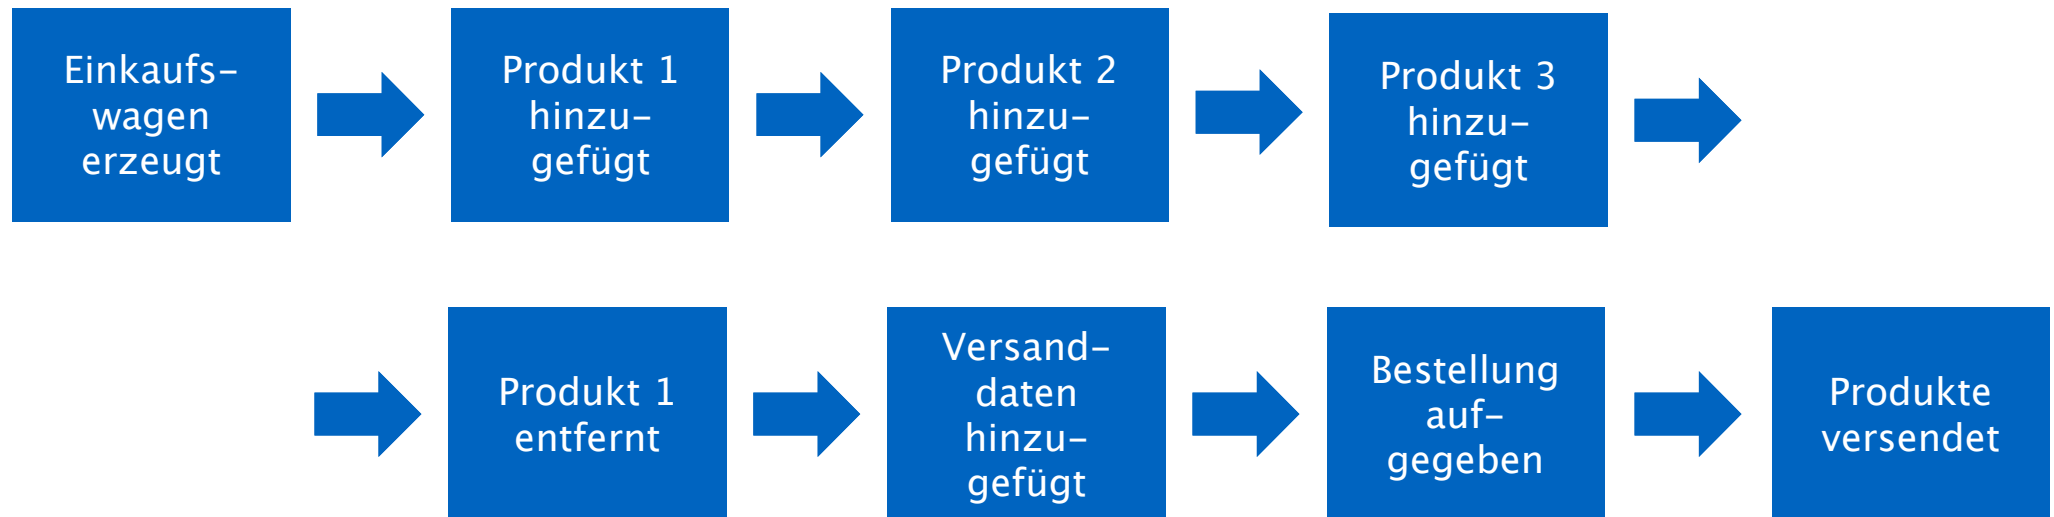 Einkaufs-
wagen
erzeugt
Produkt 1
hinzu-
gefügt
Produkt 2
hinzu-
gefügt
Produkt 3
hinzu-
gefügt
Produkt 1
entfernt
Versand-
daten
hinzu-
gefügt
Bestellung
auf-
gegeben
Produkte
versendet